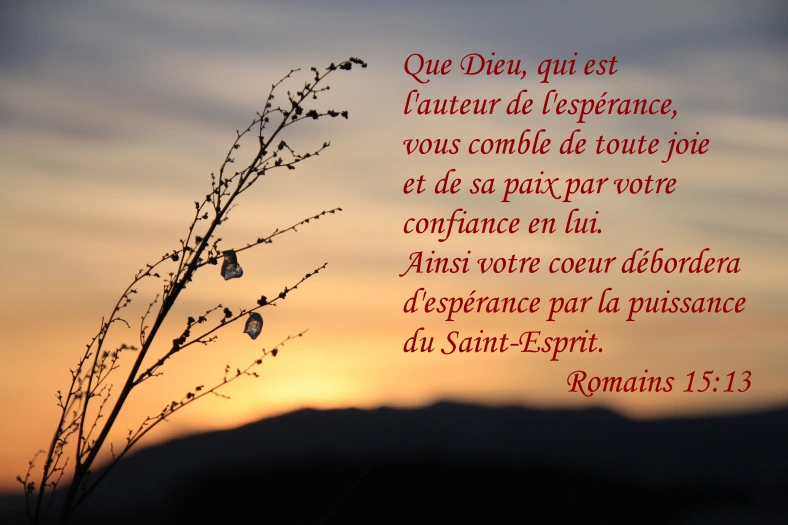 Que Dieu, qui est
l'auteur de l'espérance,
vous comble de toute joie
et de sa paix par votre
confiance en lui.
Ainsi votre coeur débordera
d'espérance par la puissance
du Saint-Esprit.
Romains 15:13